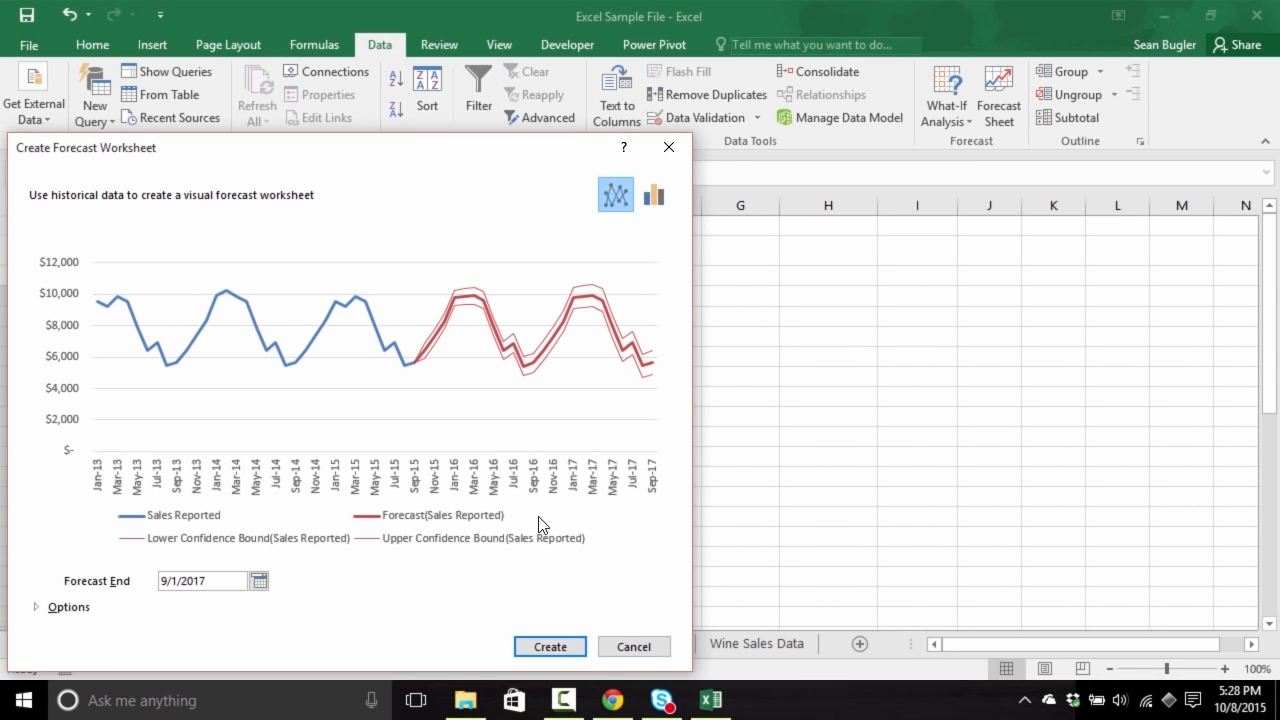 Excel Sample File - Excel
File Home Insert Page Layout Formulas Data Review View Developer Power Pivot Tell me what you want to do... Sean Bugler Share
Get External Data
New Query
Show Queries
From Table
Recent Sources
Refresh All
Connections
Properties
Edit Links
A Z
Z A
Z A A Z
Sort
Filter
Clear
Reapply
Advanced
Text to Columns
Flash Fill
Remove Duplicates
Data Validation
Consolidate
Relationships
Manage Data Model
Data Tools
What-If Analysis
Forecast Sheet
Forecast
Group
Ungroup
Subtotal
Outline
Create Forecast Worksheet ?
Use historical data to create a visual forecast worksheet
G H I J K L M N
$12,000
$10,000
$8,000
$6,000
$4,000
$2,000
$-
Jan-13 Mar-13 May-13 Jul-13 Sep-13 Nov-13 Jan-14 Mar-14 May-14 Jul-14 Sep-14 Nov-14 Jan-15 Mar-15 May-15 Jul-15 Sep-15 Nov-15 Jan-16 Mar-16 May-16 Jul-16 Sep-16 Nov-16 Jan-17 Mar-17 May-17 Jul-17 Sep-17
Sales Reported Forecast(Sales Reported)
Lower Confidence Bound(Sales Reported) Upper Confidence Bound(Sales Reported)
Forecast End 9/1/2017
Options
Create Cancel
Wine Sales Data
100%
Ask me anything
5:28 PM
10/8/2015